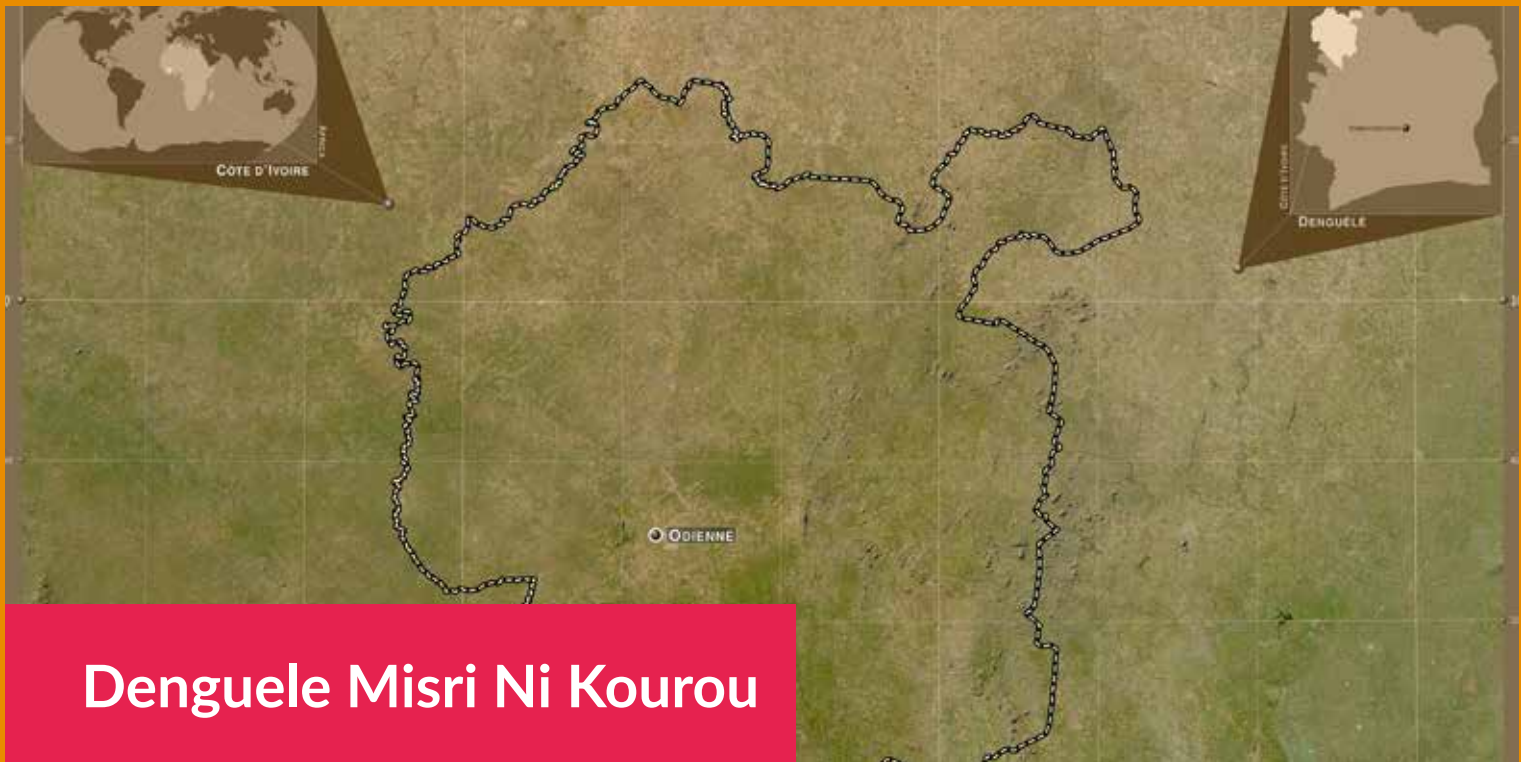 CÔTE D'IVOIRE
AFRICA
CÔTE D'IVOIRE
DENGUÉLÉ
ODIENNE
Denguele Misri Ni Kourou